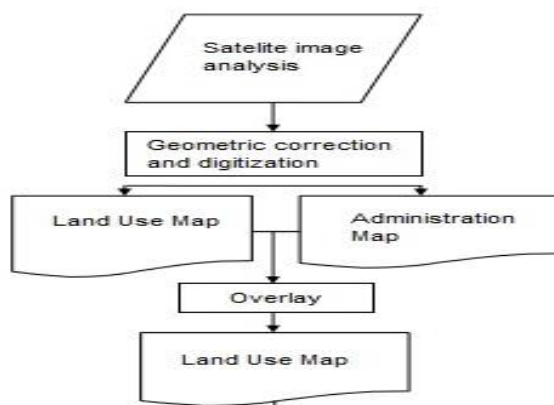 Satelite image
analysis
Geometric correction
and digitization
Land Use Map
Administration
Map
Overlay
Land Use Map